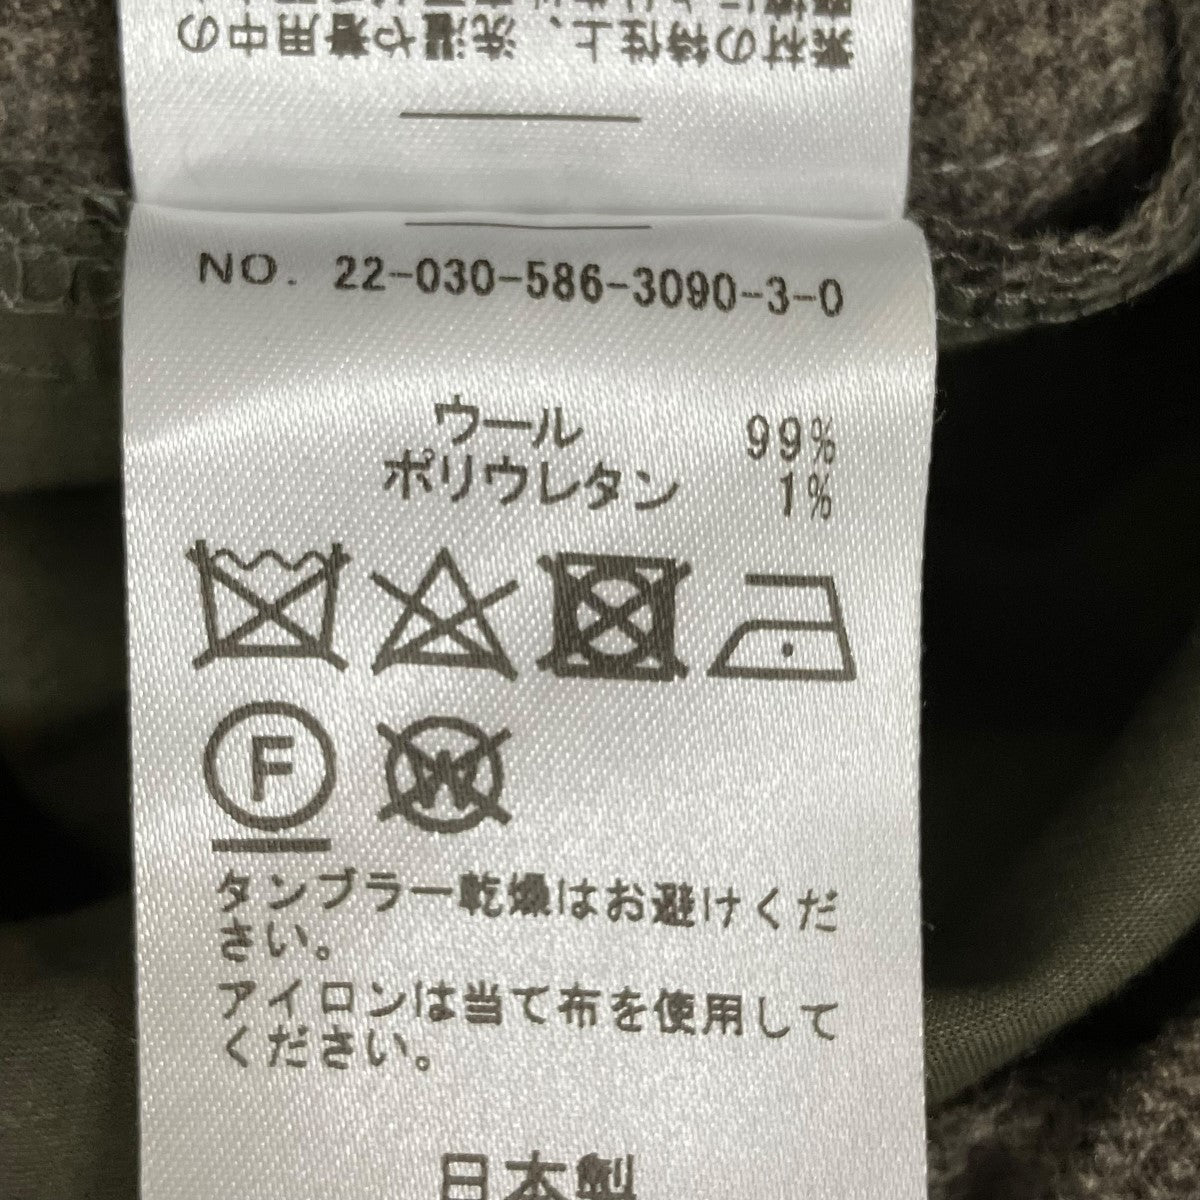 素材の特性上、洗濯や着用中の
NO. 22-030-586-3090-3-0
ウール 99%
ポリウレタン 1%
F
W
タンブラー乾燥はお避けくだ
さい。
アイロンは当て布を使用して
ください。
日本製